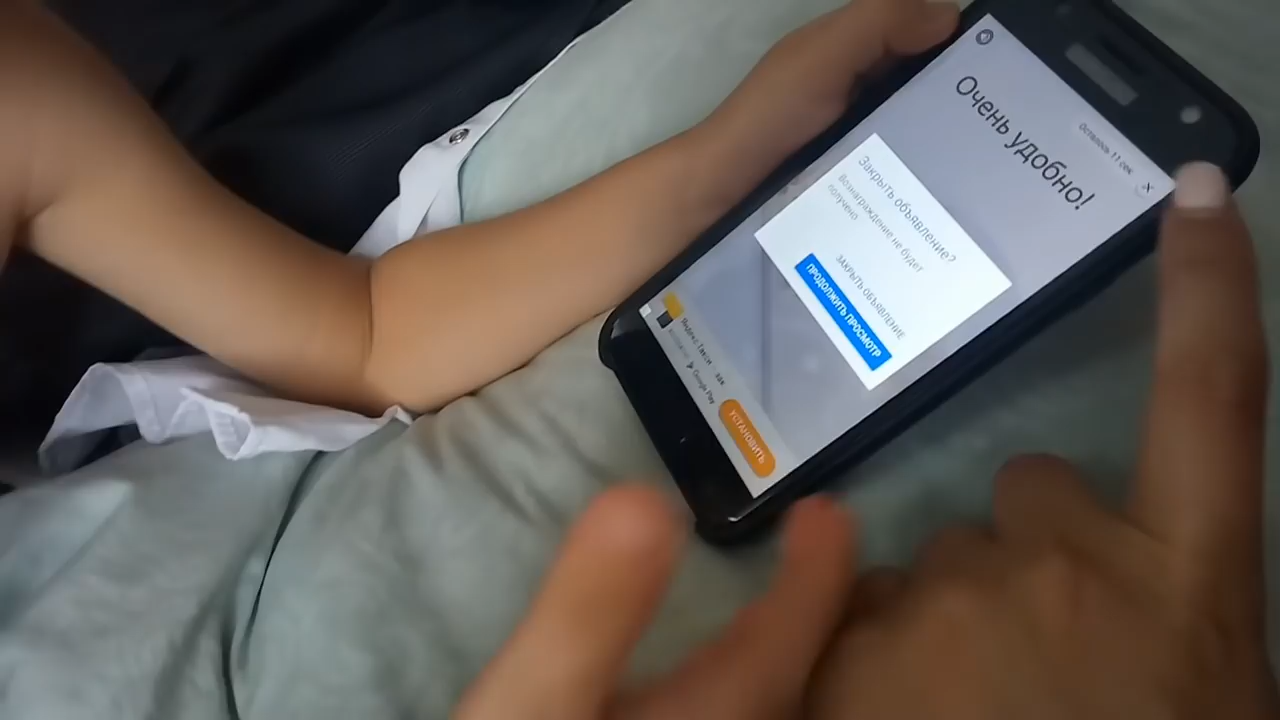 Осталось 11 сек
X
Очень удобно!
Закрыть объявление?
Вознаграждение не будет
получено
ЗАКРЫТЬ ОБЪЯВЛЕНИЕ
ПРОДОЛЖИТЬ ПРОСМОТР
Яндекс.Такси
Google Play
УСТАНОВИТЬ